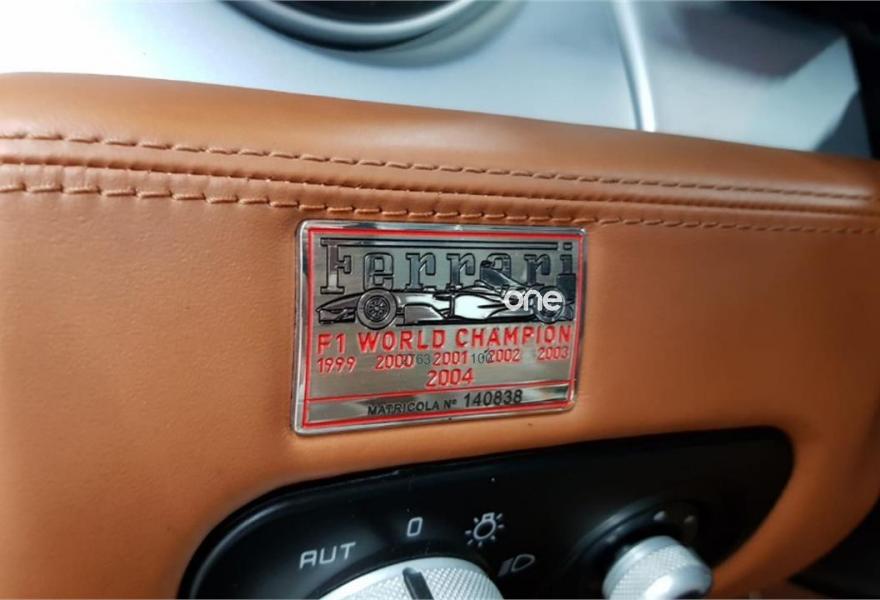 Ferrari
one
F1 WORLD CHAMPION
1999 2000 2001 2002 2003
2004
MATRICOLA Nº 140838
AUT 0